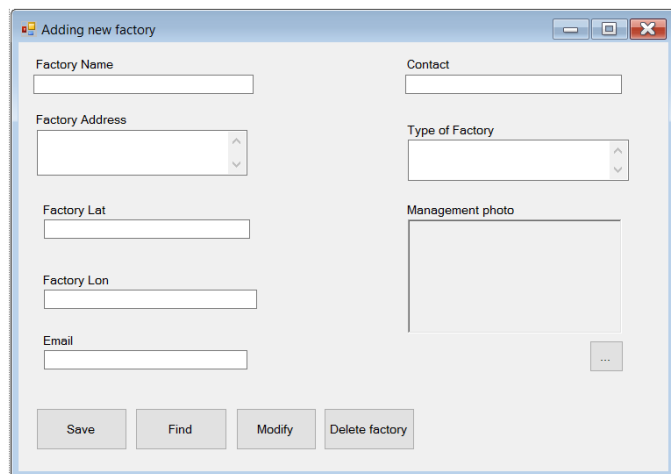 Adding new factory
Factory Name
Contact
Factory Address
Type of Factory
Factory Lat
Management photo
Factory Lon
Email
...
Save
Find
Modify
Delete factory